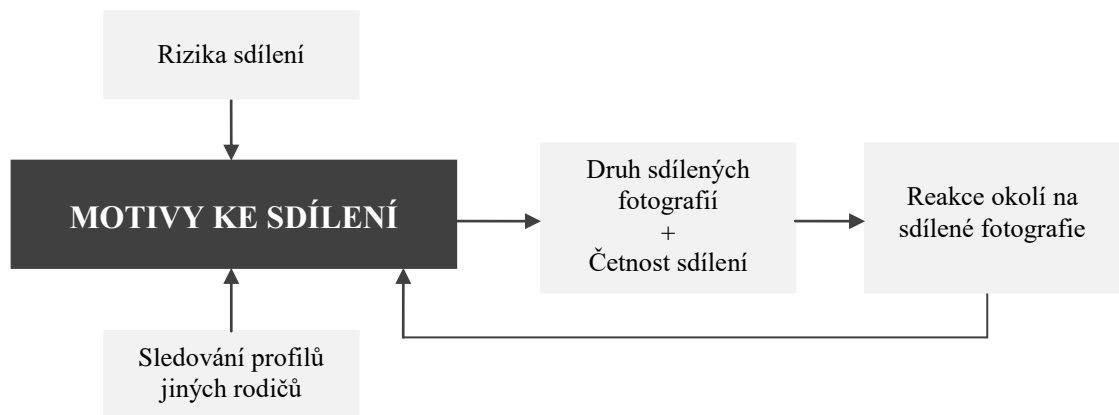 Rizika sdílení
MOTIVY KE SDÍLENÍ
Druh sdílených
fotografií
+
Četnost sdílení
Reakce okolí na
sdílené fotografie
Sledování profilů
jiných rodičů